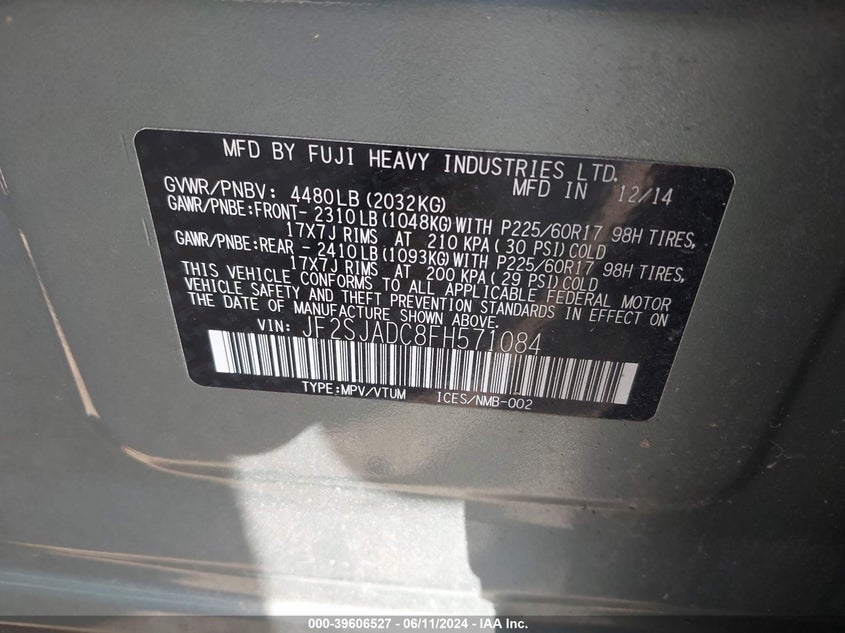 MFD BY FUJI HEAVY INDUSTRIES LTD.
MFD IN 12/14
GVWR/PNBV: 4480LB(2032KG)
GAWR/PNBE:FRONT- 2310LB(1048KG)WITH P225/60R17 98H TIRES,
17X7J RIMS AT 210 KPA( 30 PSI)COLD
GAWR/PNBE:REAR - 2410LB(1093KG)WITH P225/60R17 98H TIRES,
17X7J RIMS AT 200 KPA( 29 PSI)COLD
THIS VEHICLE CONFORMS TO ALL APPLICABLE FEDERAL MOTOR
VEHICLE SAFETY AND THEFT PREVENTION STANDARDS IN EFFECT ON
THE DATE OF MANUFACTURE SHOWN ABOVE.
VIN: JF2SJADC8FH571084
TYPE:MPV/VTUM ICES/NMB-002
000-39606527 - 06/11/2024 - IAA Inc.